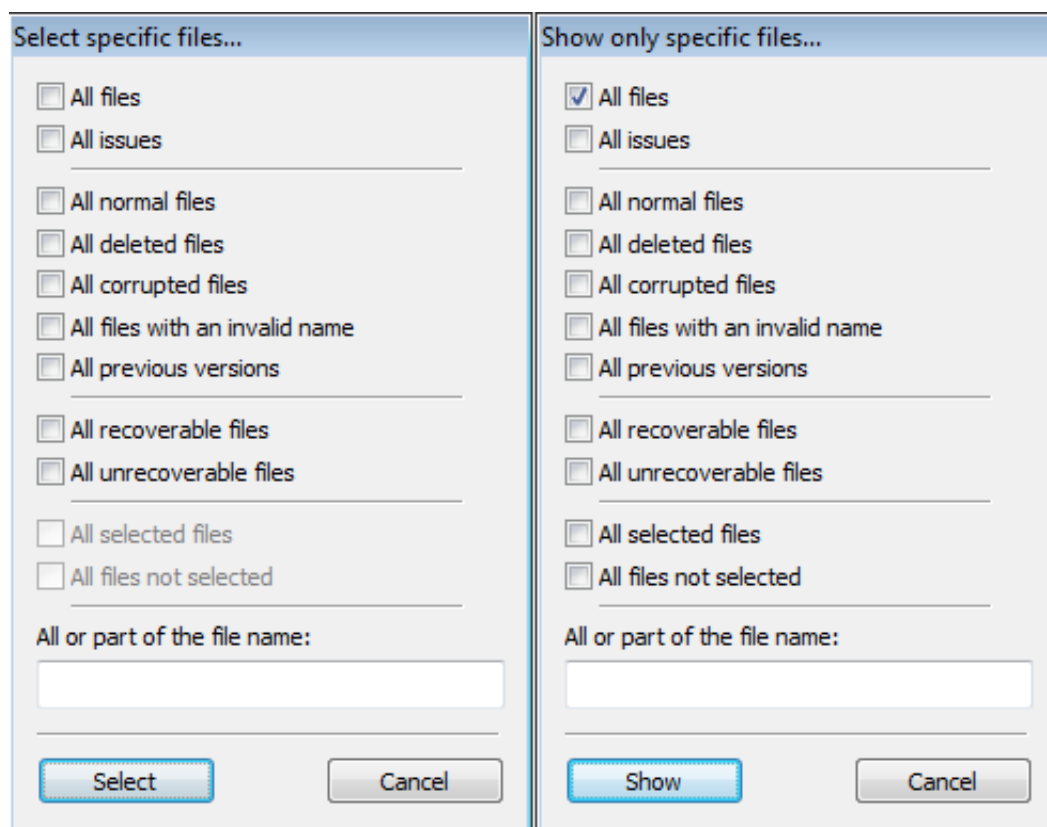 Select specific files...
All files
All issues
All normal files
All deleted files
All corrupted files
All files with an invalid name
All previous versions
All recoverable files
All unrecoverable files
All selected files
All files not selected
All or part of the file name:
Select
Cancel
Show only specific files...
All files
All issues
All normal files
All deleted files
All corrupted files
All files with an invalid name
All previous versions
All recoverable files
All unrecoverable files
All selected files
All files not selected
All or part of the file name:
Show
Cancel